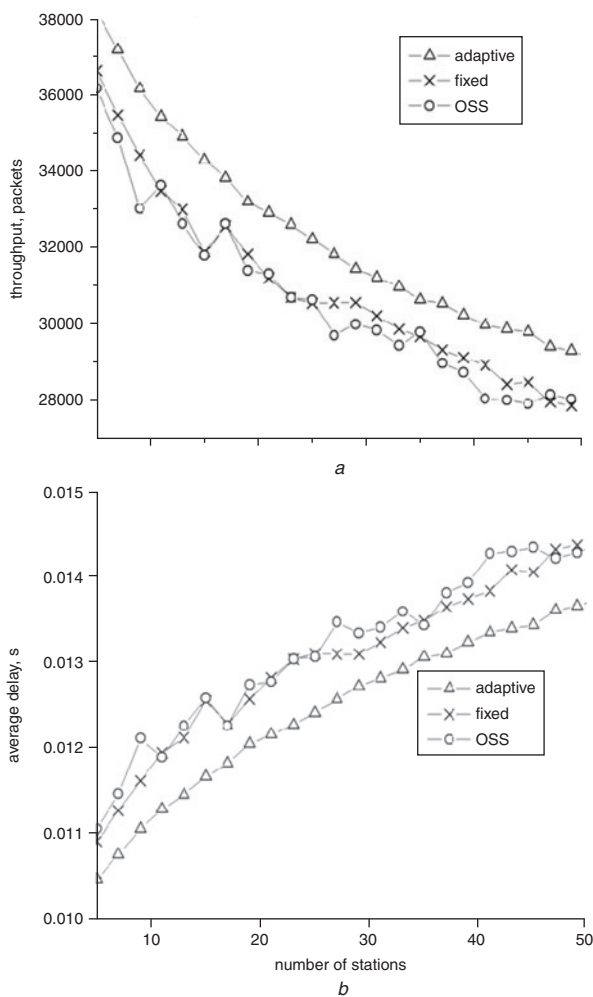 38000
36000
34000
32000
30000
28000
throughput, packets
adaptive
fixed
OSS
a
0.015
0.014
0.013
0.012
0.011
0.010
average delay, s
adaptive
fixed
OSS
10 20 30 40 50
number of stations
b